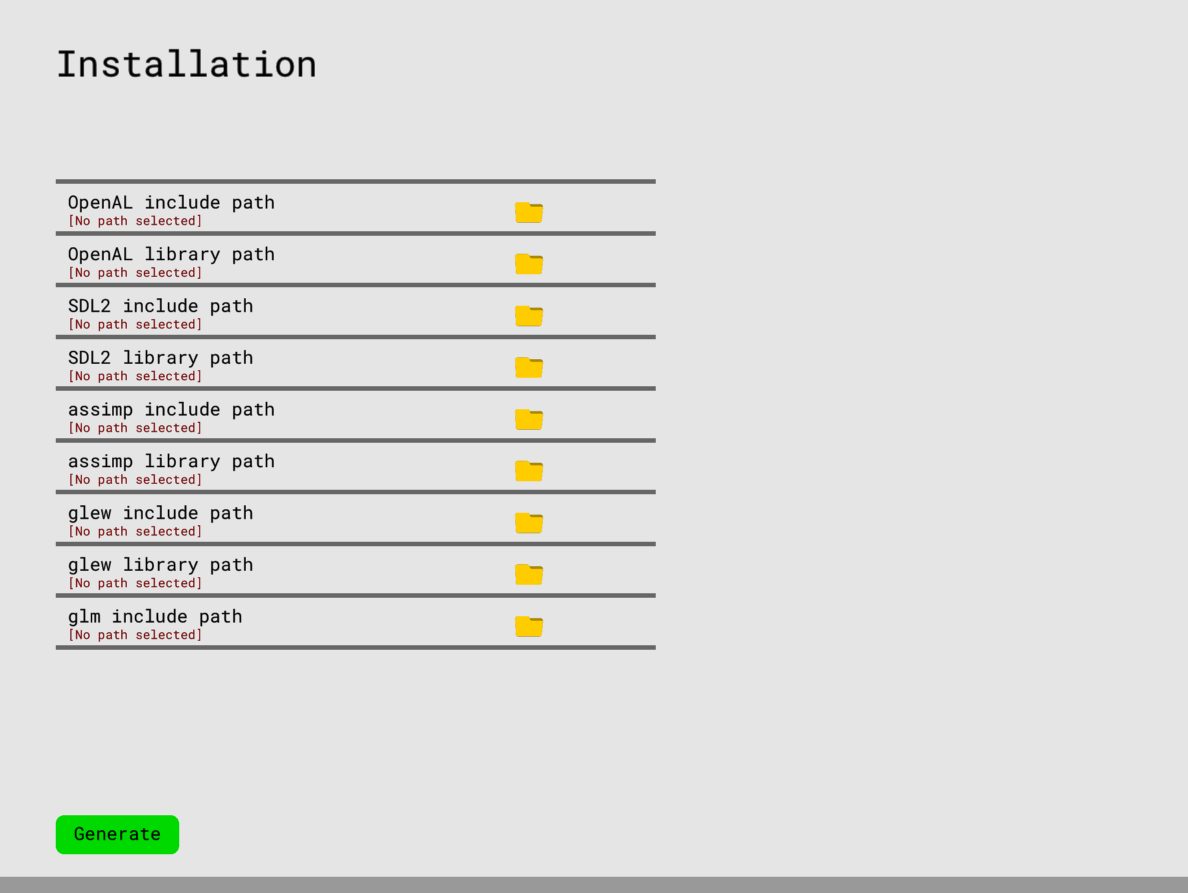 Installation
OpenAL include path
[No path selected]
OpenAL library path
[No path selected]
SDL2 include path
[No path selected]
SDL2 library path
[No path selected]
assimp include path
[No path selected]
assimp library path
[No path selected]
glew include path
[No path selected]
glew library path
[No path selected]
glm include path
[No path selected]
Generate